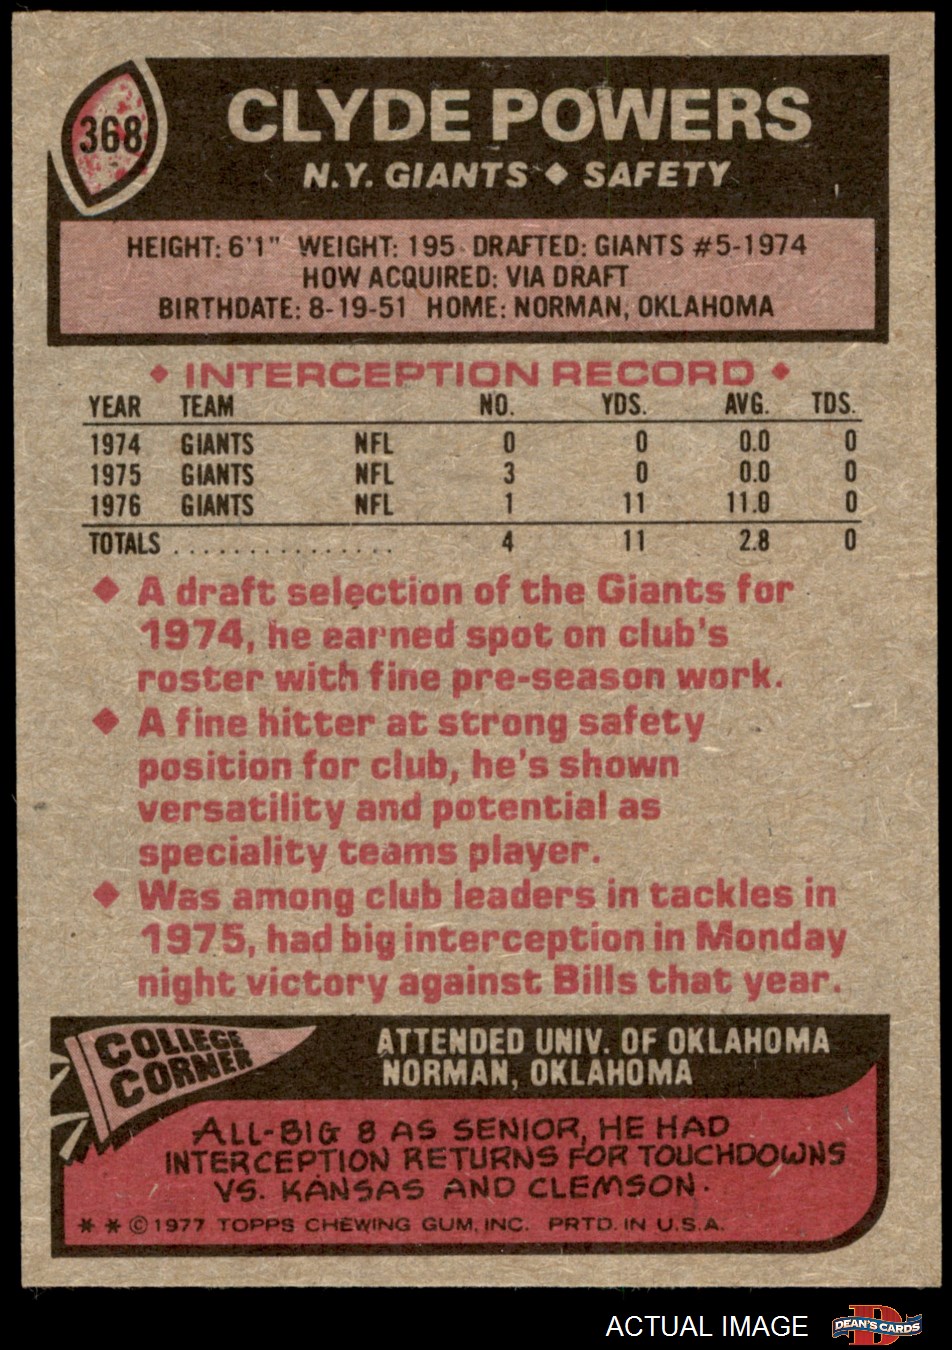 368
CLYDE POWERS
N.Y. GIANTS ◆ SAFETY
HEIGHT: 6'1" WEIGHT: 195 DRAFTED: GIANTS #5-1974
HOW ACQUIRED: VIA DRAFT
BIRTHDATE: 8-19-51 HOME: NORMAN, OKLAHOMA
◆ INTERCEPTION RECORD ◆
YEAR TEAM NO. YDS. AVG. TDS.
1974 GIANTS NFL 0 0 0.0 0
1975 GIANTS NFL 3 0 0.0 0
1976 GIANTS NFL 1 11 11.0 0
TOTALS ................ 4 11 2.8 0
◆ A draft selection of the Giants for
1974, he earned spot on club's
roster with fine pre-season work.
◆ A fine hitter at strong safety
position for club, he's shown
versatility and potential as
speciality teams player.
◆ Was among club leaders in tackles in
1975, had big interception in Monday
night victory against Bills that year.
COLLEGE
CORNER
ATTENDED UNIV. OF OKLAHOMA
NORMAN, OKLAHOMA
ALL-BIG 8 AS SENIOR, HE HAD
INTERCEPTION RETURNS FOR TOUCHDOWNS
VS. KANSAS AND CLEMSON.
* * © 1977 TOPPS CHEWING GUM, INC. PRTD. IN U.S.A.
ACTUAL IMAGE
D
DEAN'S CARDS